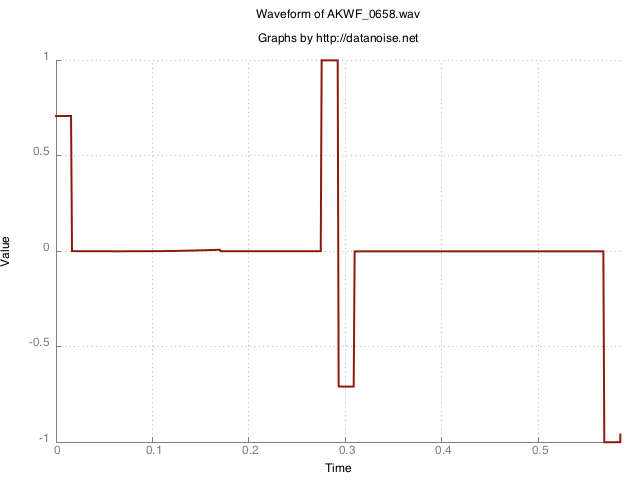 Waveform of AKWF_0658.wav
Graphs by http://datanoise.net
1
0.5
0
-0.5
-1
Value
0 0.1 0.2 0.3 0.4 0.5
Time